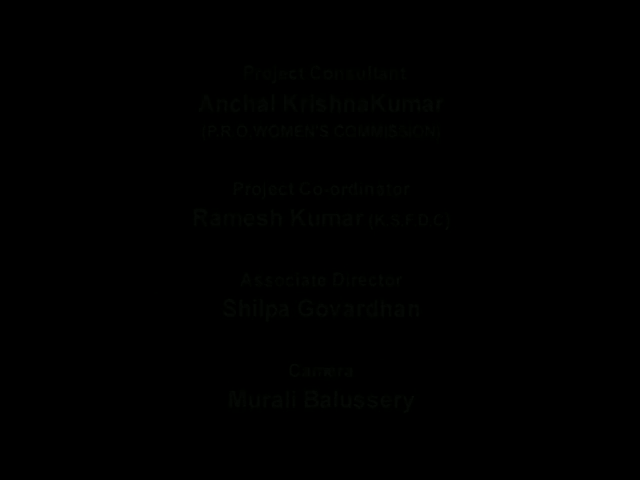 Project Consultant
Anchal KrishnaKumar
(P.R.O.WOMEN'S COMMISSION)
Project Co-ordinator
Ramesh Kumar (K.S.F.D.C)
Associate Director
Shilpa Govardhan
Camera
Murali Balussery